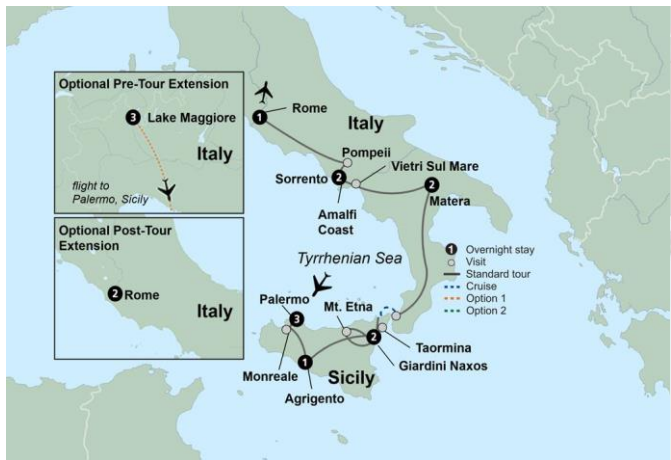 Optional Pre-Tour Extension
3 Lake Maggiore
Italy
flight to
Palermo, Sicily
Optional Post-Tour
Extension
2 Rome
Italy
1 Rome
Italy
Pompeii
Vietri Sul Mare
Sorrento 2
2
Matera
Amalfi
Coast
Tyrrhenian Sea
1 Overnight stay
Visit
Standard tour
Cruise
Option 1
Option 2
Palermo
3
Mt. Etna
Taormina
2
Giardini Naxos
Monreale
1
Agrigento
Sicily